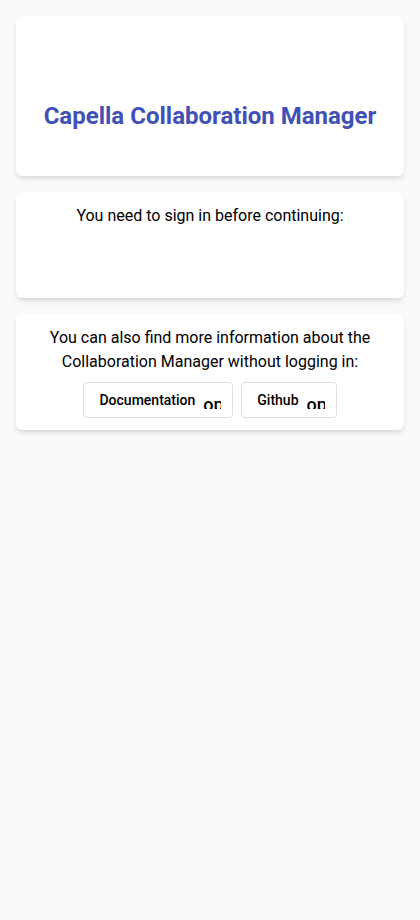 Capella Collaboration Manager
You need to sign in before continuing:
You can also find more information about the
Collaboration Manager without logging in:
Documentation on
Github on